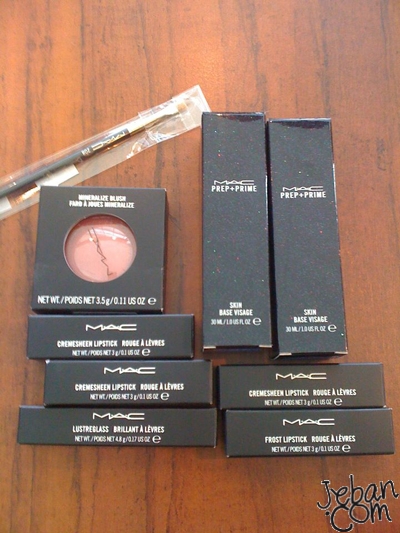 MINERALIZE BLUSH
FARD À JOUES MINERALIZE
NET WT./POIDS NET 3.5g/0.11 US OZ e
MAC
PREP+PRIME
SKIN
BASE VISAGE
30 ML/1.0 US FL OZ e
MAC
PREP+PRIME
SKIN
BASE VISAGE
30 ML/1.0 US FL OZ e
MAC
CREMESHEEN LIPSTICK ROUGE À LÈVRES
NET WT./POIDS NET 3 g/0.1 US OZ e
MAC
CREMESHEEN LIPSTICK ROUGE À LÈVRES
NET WT./POIDS NET 3 g/0.1 US OZ e
MAC
LUSTREGLASS BRILLANT À LÈVRES
NET WT./POIDS NET 4.8 g/0.17 US OZ e
MAC
CREMESHEEN LIPSTICK ROUGE À LÈVRES
NET WT./POIDS NET 3 g/0.1 US OZ e
MAC
FROST LIPSTICK ROUGE À LÈVRES
NET WT./POIDS NET 3 g/0.1 US OZ e
Jeban
.com